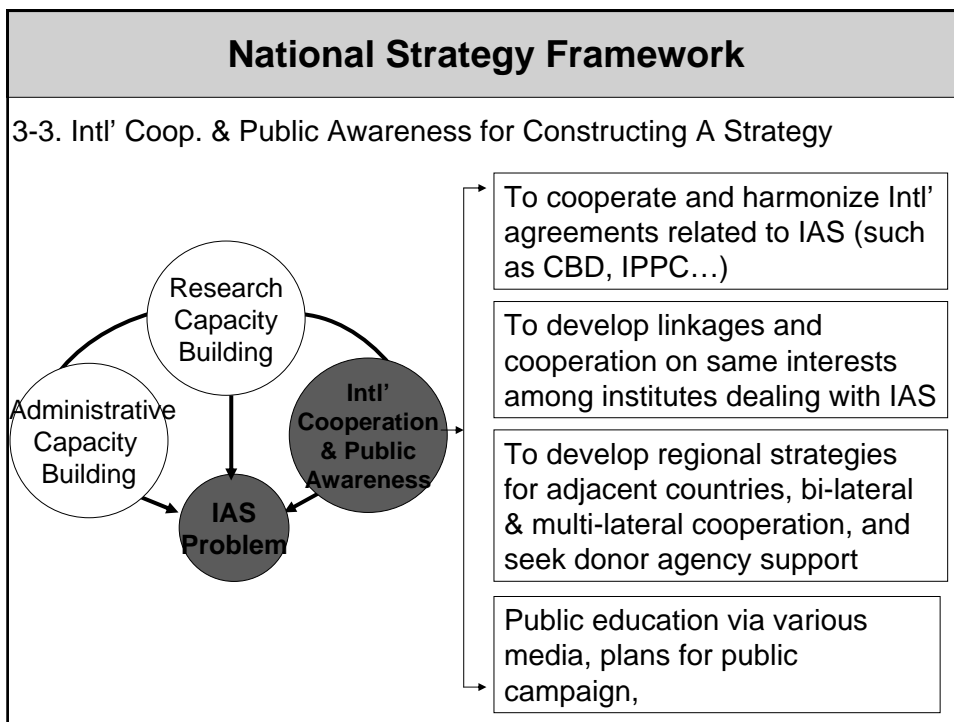 National Strategy Framework
3-3. Intl’ Coop. & Public Awareness for Constructing A Strategy
Research
Capacity
Building
Administrative
Capacity
Building
Intl’
Cooperation
& Public
Awareness
IAS
Problem
To cooperate and harmonize Intl’
agreements related to IAS (such
as CBD, IPPC…)
To develop linkages and
cooperation on same interests
among institutes dealing with IAS
To develop regional strategies
for adjacent countries, bi-lateral
& multi-lateral cooperation, and
seek donor agency support
Public education via various
media, plans for public
campaign,